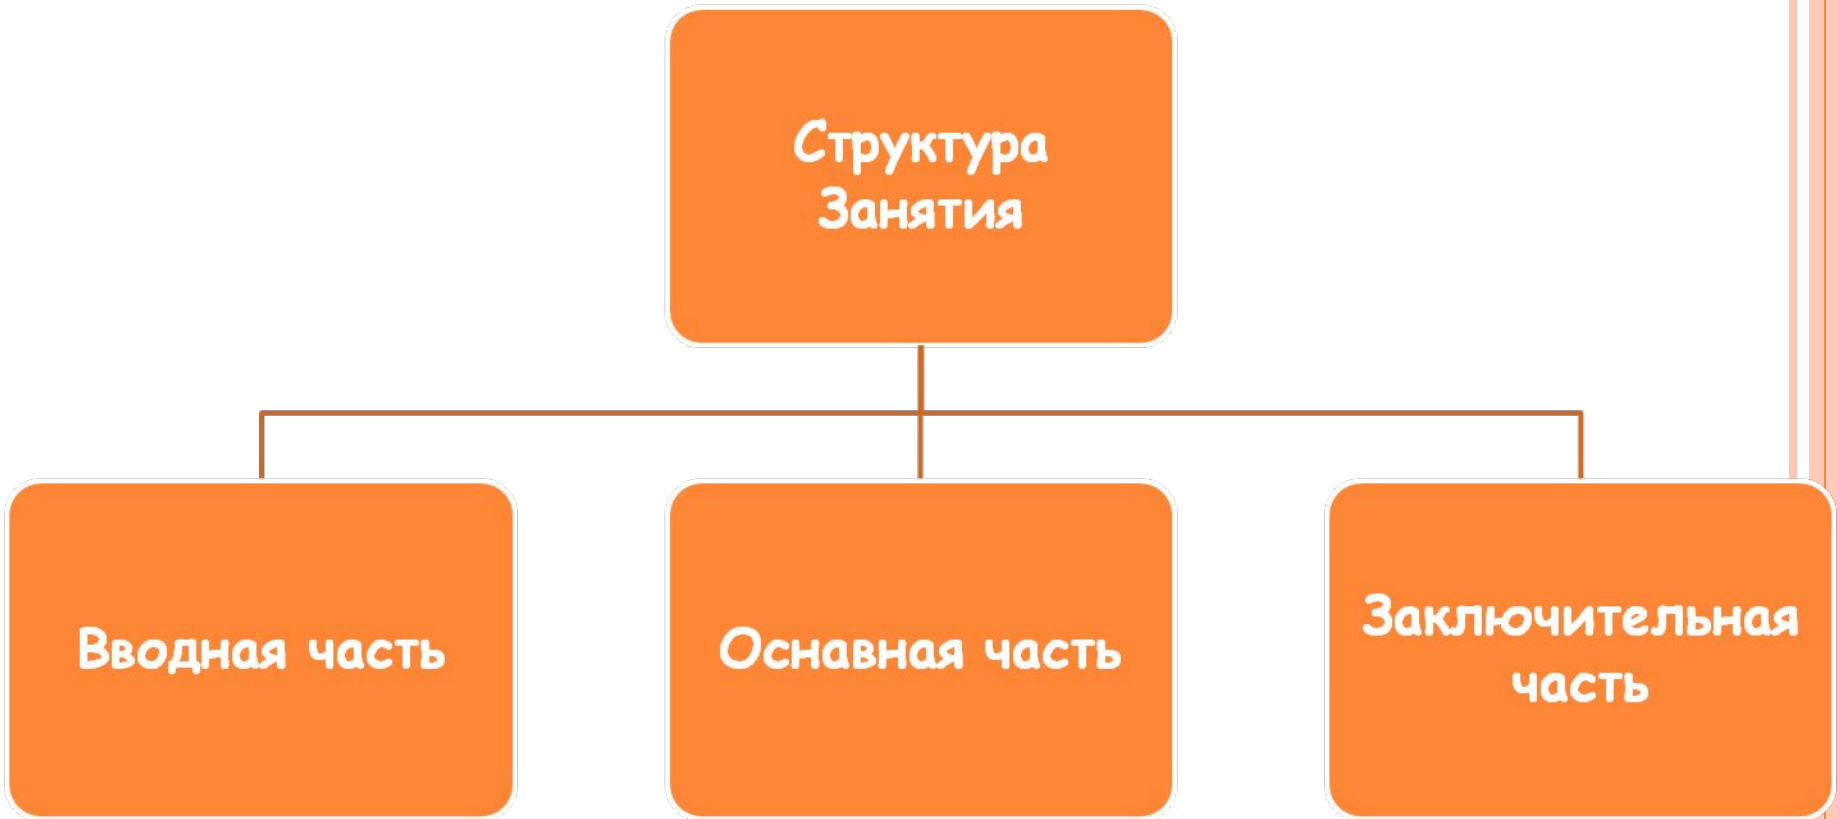 Структура
Занятия
Вводная часть
Оснавная часть
Заключительная
часть